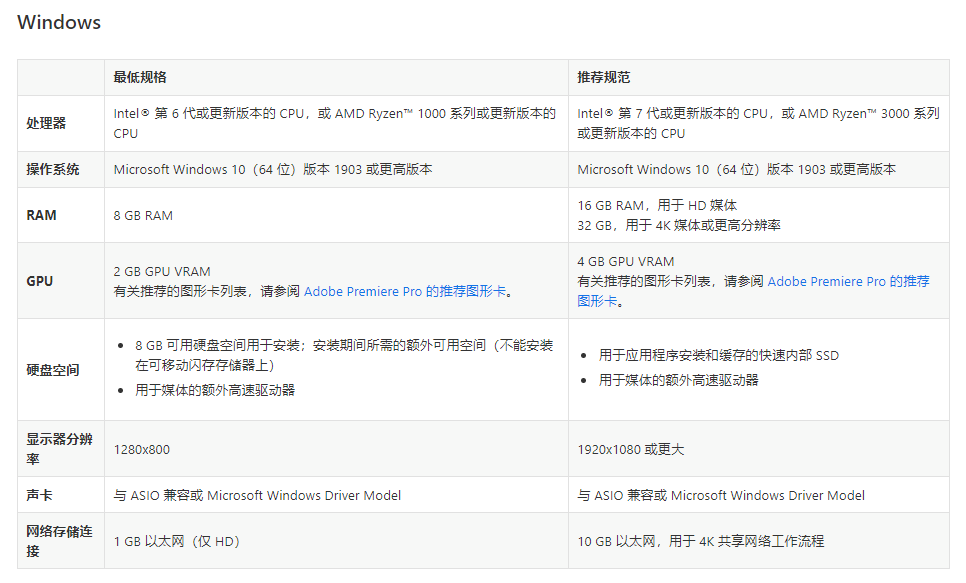 Windows
最低规格
推荐规范
处理器
Intel® 第 6 代或更新版本的 CPU，或 AMD Ryzen™ 1000 系列或更新版本的
CPU
Intel® 第 7 代或更新版本的 CPU，或 AMD Ryzen™ 3000 系列
或更新版本的 CPU
操作系统
Microsoft Windows 10（64 位）版本 1903 或更高版本
Microsoft Windows 10（64 位）版本 1903 或更高版本
RAM
8 GB RAM
16 GB RAM，用于 HD 媒体
32 GB，用于 4K 媒体或更高分辨率
GPU
2 GB GPU VRAM
有关推荐的图形卡列表，请参阅 Adobe Premiere Pro 的推荐图形卡。
4 GB GPU VRAM
有关推荐的图形卡列表，请参阅 Adobe Premiere Pro 的推荐
图形卡。
硬盘空间
• 8 GB 可用硬盘空间用于安装；安装期间所需的额外可用空间（不能安装
在可移动闪存存储器上）
• 用于媒体的额外高速驱动器
• 用于应用程序安装和缓存的快速内部 SSD
• 用于媒体的额外高速驱动器
显示器分辨
率
1280x800
1920x1080 或更大
声卡
与 ASIO 兼容或 Microsoft Windows Driver Model
与 ASIO 兼容或 Microsoft Windows Driver Model
网络存储连
接
1 GB 以太网（仅 HD）
10 GB 以太网，用于 4K 共享网络工作流程